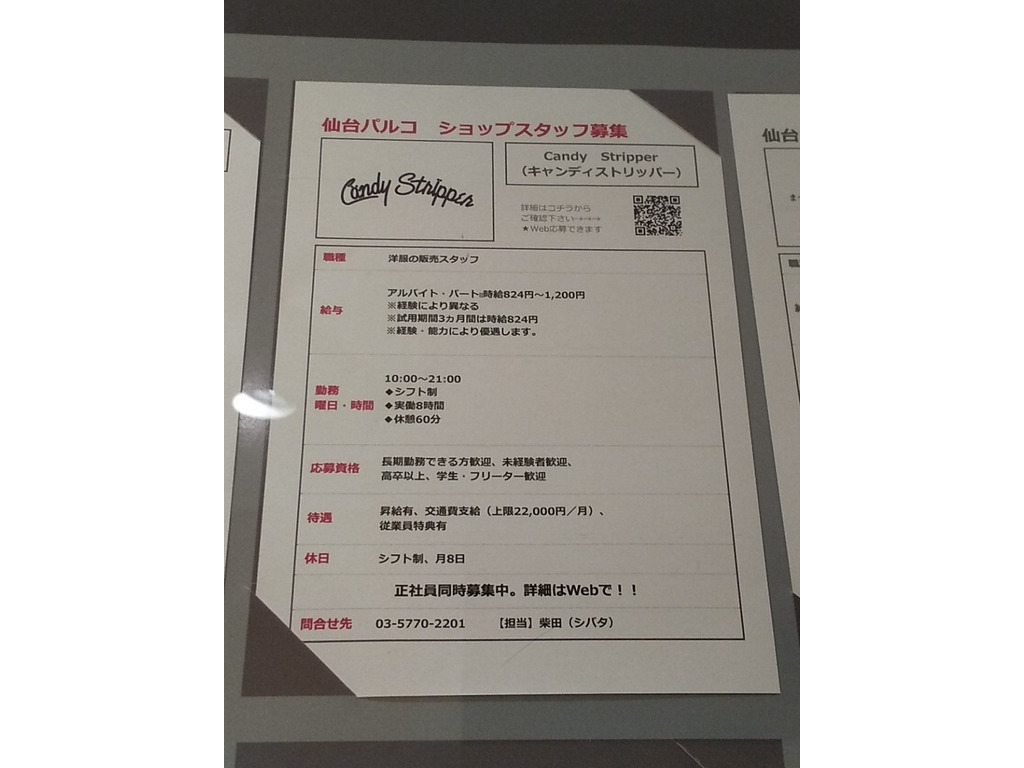 仙台パルコ　ショップスタッフ募集
Candy Stripper
Candy　Stripper
（キャンディストリッパー）
詳細はコチラから
ご確認下さい→→→
★Web応募できます
職種　洋服の販売スタッフ
給与
アルバイト・パート=時給824円～1,200円
※経験により異なる
※試用期間3ヵ月間は時給824円
※経験・能力により優遇します。
勤務
曜日・時間
10:00～21:00
◆シフト制
◆実働8時間
◆休憩60分
応募資格
長期勤務できる方歓迎、未経験者歓迎、
高卒以上、学生・フリーター歓迎
待遇
昇給有、交通費支給（上限22,000円／月）、
従業員特典有
休日　シフト制、月8日
正社員同時募集中。詳細はWebで！！
問合せ先　03-5770-2201　【担当】柴田（シバタ）
仙台